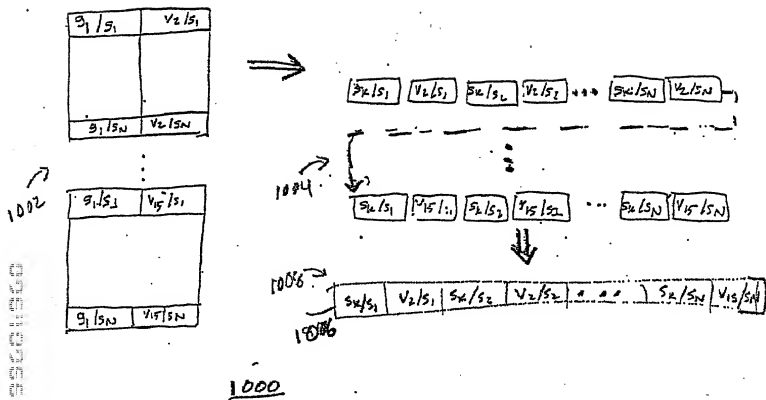 g1/s1 v2/s1
g1/sN v2/sN
1002
g1/s1 v15/s1
g1/sN v15/sN
sk/s1 v2/s1 sk/s2 v2/s2 ... sk/sN v2/sN
1004
sk/s1 v15/s1 sk/s2 v15/s2 ... sk/sN v15/sN
1006
sk/s1 v2/s1 sk/s2 v2/s2 ... sk/sN v15/sN
1006
1000